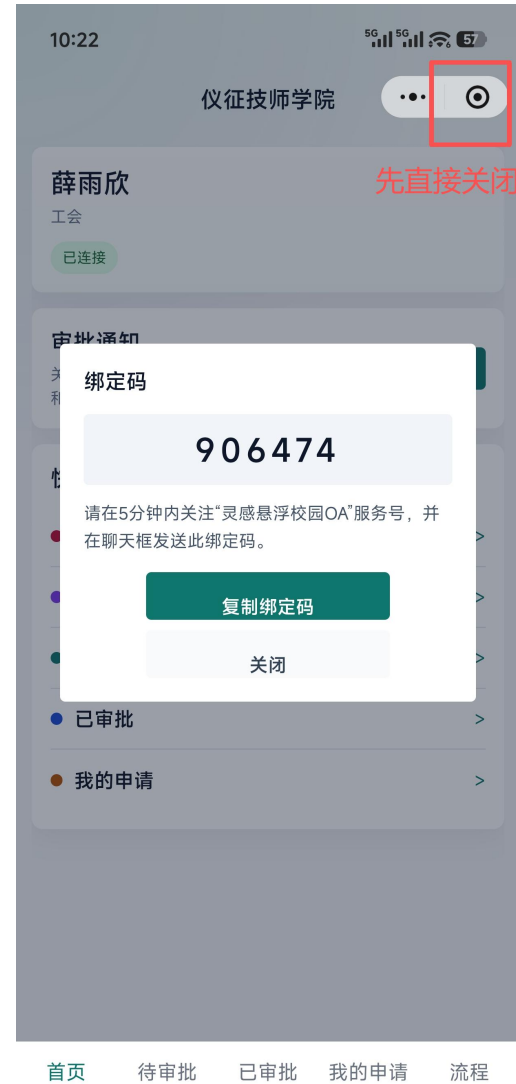 10:22
5G 5G 57
仪征技师学院
先直接关闭
薛雨欣
工会
已连接
审批通知
绑定码
906474
请在5分钟内关注“灵感悬浮校园OA”服务号，并
在聊天框发送此绑定码。
复制绑定码
关闭
>
>
>
已审批 >
我的申请 >
首页 待审批 已审批 我的申请 流程